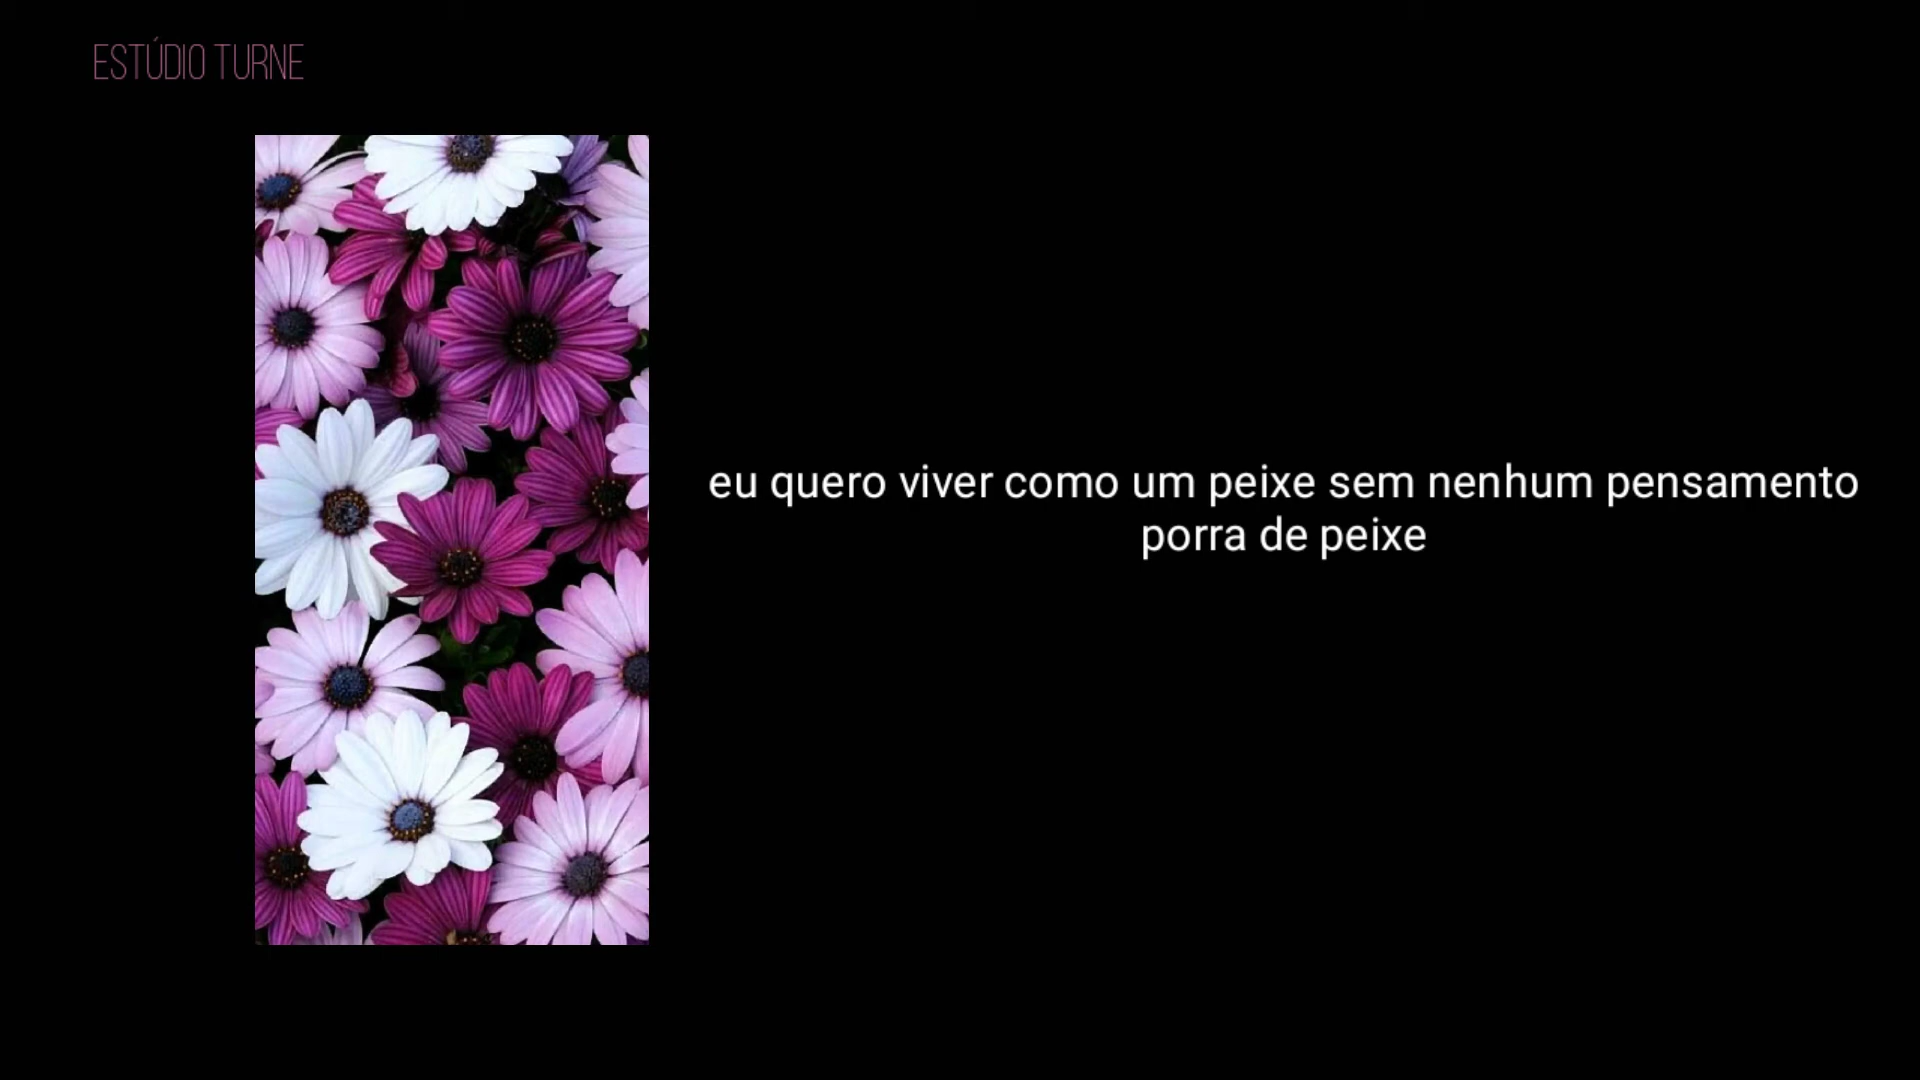 ESTÚDIO TURNE
eu quero viver como um peixe sem nenhum pensamento
porra de peixe